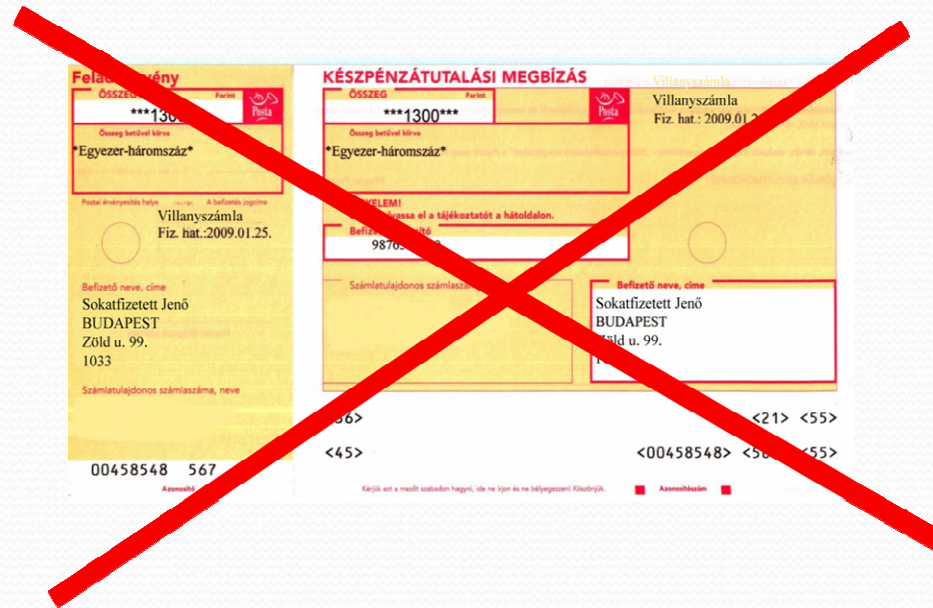 ÖSSZEG Forint
Posta
Összeg betűvel kiírva
*Egyezer-háromszáz*
Postai érvényesítés helye A befizetés jogcíme
Villanyszámla
Fiz. hat.:2009.01.25.
Befizető neve, címe
Sokatfizetett Jenő
BUDAPEST
Zöld u. 99.
1033
Számlatulajdonos számlaszáma, neve
00458548 567
Azonosító
KÉSZPÉNZÁTUTALÁSI MEGBÍZÁS
ÖSSZEG Forint
***1300***
Posta
Összeg betűvel kiírva
*Egyezer-háromszáz*
Villanyszámla
Villanyszámla
Fiz. hat.: 2009.01.2
el a tájékoztatót a hátoldalon.
Számlatulajdonos
Befizető neve, címe
Sokatfizetett Jenő
BUDAPEST
u. 99.
<21> <55>
<45>
<00458548> <55>
Kérjük ezt a mezőt szabadon hagyni, ide ne írjon és ne bélyegezzen! Köszönjük.
Azonosítószám